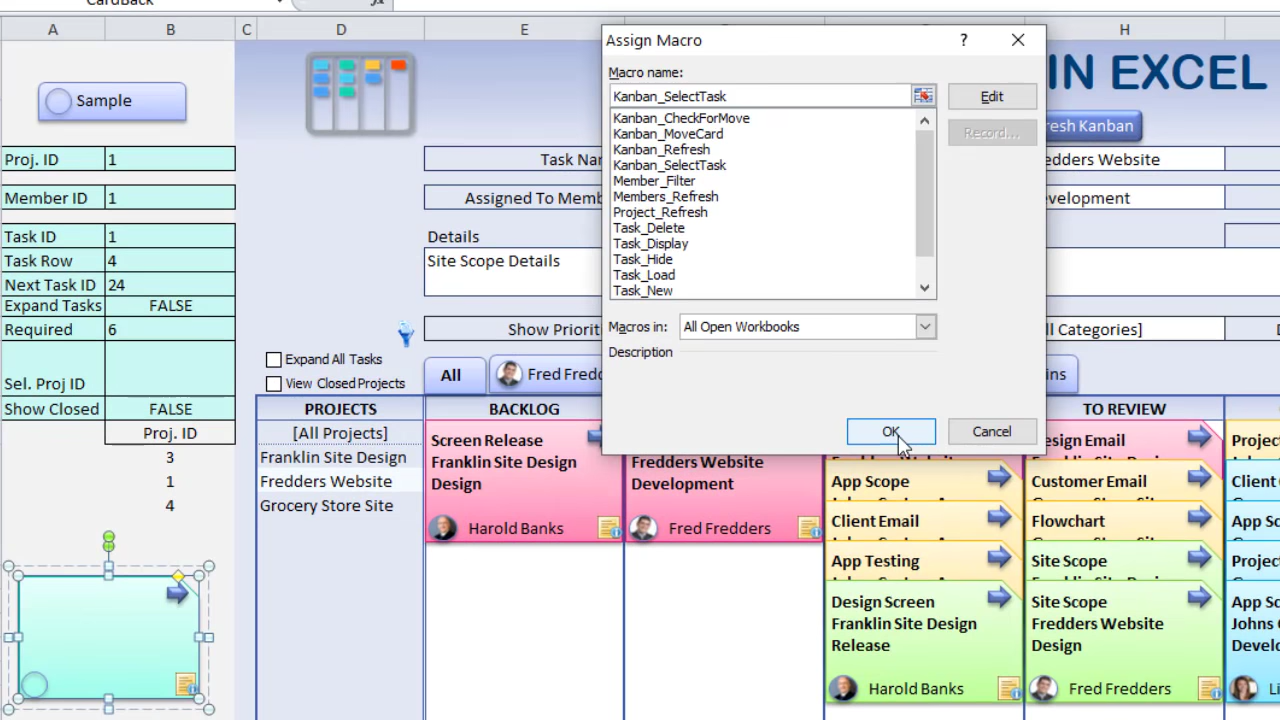 CardBack
fx
A B C D E H
Sample
Proj. ID 1
Member ID 1
Task ID 1
Task Row 4
Next Task ID 24
Expand Tasks FALSE
Required 6
Sel. Proj ID
Show Closed FALSE
Proj. ID
3
1
4
Expand All Tasks
View Closed Projects
PROJECTS
[All Projects]
Franklin Site Design
Fredders Website
Grocery Store Site
IN EXCEL
resh Kanban
Task Nam
Assigned To Memb
Details
Site Scope Details
Show Priorit
All
Fred Fredd
edders Website
evelopment
ll Categories]
ins
Assign Macro
?
Macro name:
Kanban_SelectTask
Edit
Record...
Kanban_CheckForMove
Kanban_MoveCard
Kanban_Refresh
Kanban_SelectTask
Member_Filter
Members_Refresh
Project_Refresh
Task_Delete
Task_Display
Task_Hide
Task_Load
Task_New
Macros in: All Open Workbooks
Description
OK
Cancel
BACKLOG
Screen Release
Franklin Site Design
Design
Harold Banks
Fredders Website
Development
Fred Fredders
App Scope
Client Email
App Testing
Design Screen
Franklin Site Design
Release
Harold Banks
TO REVIEW
esign Email
Customer Email
Flowchart
Site Scope
Site Scope
Fredders Website
Design
Fred Fredders
Project
Client
App Sc
Project
App Sc
Johns
Develo
Li